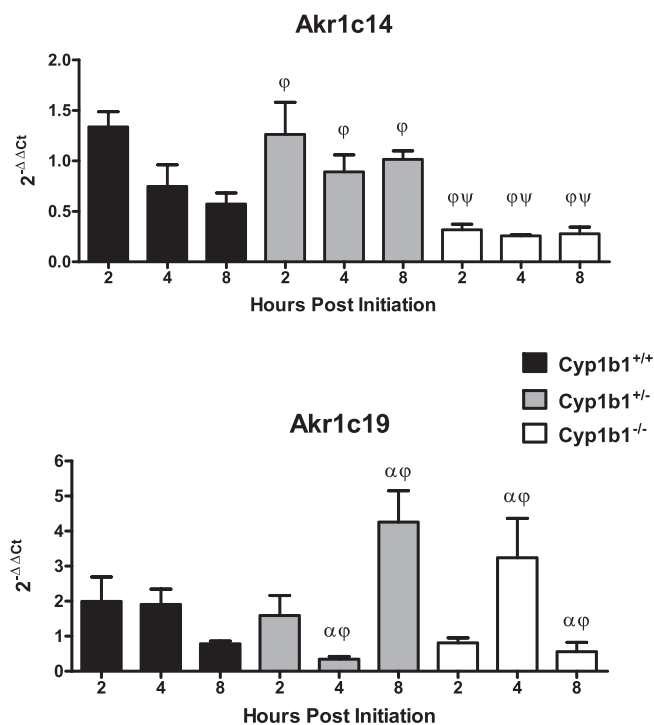 Akr1c14
2.0
1.5
1.0
0.5
0.0
2^-ΔΔCt
φ φ φ φψ φψ φψ
2 4 8 2 4 8 2 4 8
Hours Post Initiation
Cyp1b1^+/+
Cyp1b1^+/-
Cyp1b1^-/-
Akr1c19
6
5
4
3
2
1
0
2^-ΔΔCt
αφ αφ αφ αφ
2 4 8 2 4 8 2 4 8
Hours Post Initiation